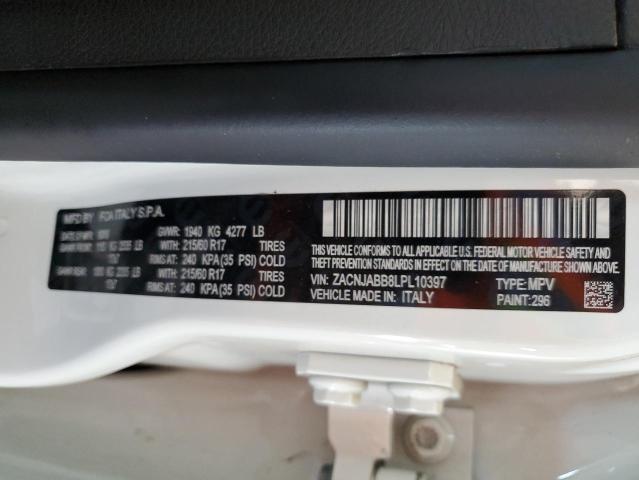 MFD BY FCA ITALY S.P.A.
GVWR: 1940 KG 4277 LB
LB WITH: 215/60 R17 TIRES
RIMS AT: 240 KPA (35 PSI) COLD
LB WITH: 215/60 R17 TIRES
RIMS AT: 240 KPA (35 PSI) COLD
THIS VEHICLE CONFORMS TO ALL APPLICABLE U.S. FEDERAL MOTOR VEHICLE SAFETY
AND THEFT PREVENTION STANDARDS IN EFFECT ON THE DATE OF MANUFACTURE SHOWN ABOVE.
VIN: ZACNJABB8LPL10397 TYPE: MPV
VEHICLE MADE IN: ITALY PAINT: 296